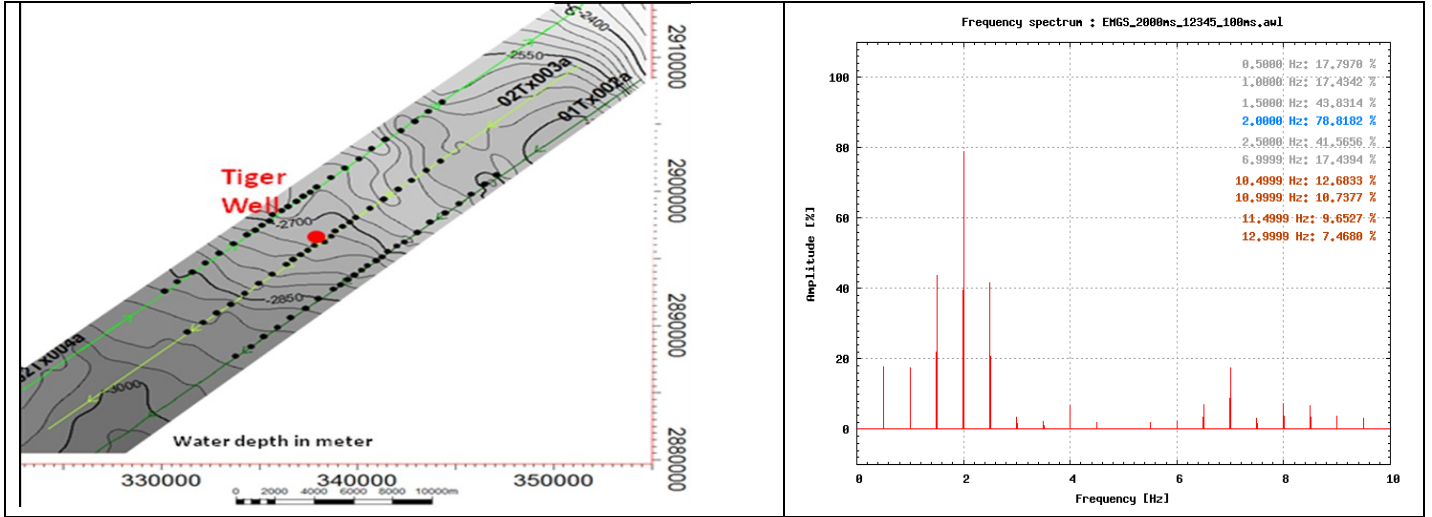 -2400
2910000
-2550
02Tx003a
01Tx002a
Tiger
Well
2900000
-2700
-2850
2890000
-3000
Water depth in meter
2880000
330000
340000
350000
0 2000 4000 6000 8000 10000m
Frequency spectrum : EMGS_2000ms_12345_100ms.awl
0.5000 Hz: 17.7970 %
1.0000 Hz: 17.4342 %
1.5000 Hz: 43.8314 %
2.0000 Hz: 78.8182 %
2.5000 Hz: 41.5656 %
6.9999 Hz: 17.4394 %
10.4999 Hz: 12.6833 %
10.9999 Hz: 10.7377 %
11.4999 Hz: 9.6527 %
12.9999 Hz: 7.4680 %
Amplitude [%]
100
80
60
40
20
0
0 2 4 6 8 10
Frequency [Hz]